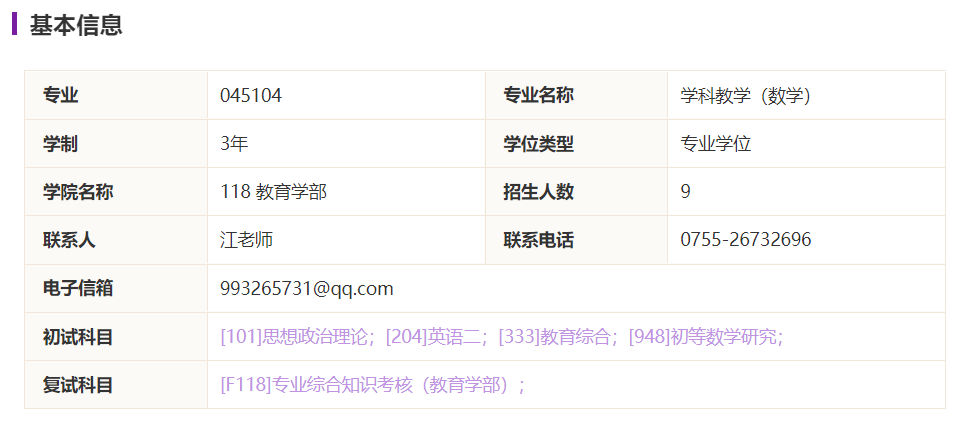 基本信息
专业 045104 专业名称 学科教学（数学）
学制 3年 学位类型 专业学位
学院名称 118 教育学部 招生人数 9
联系人 江老师 联系电话 0755-26732696
电子信箱 993265731@qq.com
初试科目 [101]思想政治理论；[204]英语二；[333]教育综合；[948]初等数学研究；
复试科目 [F118]专业综合知识考核（教育学部）；